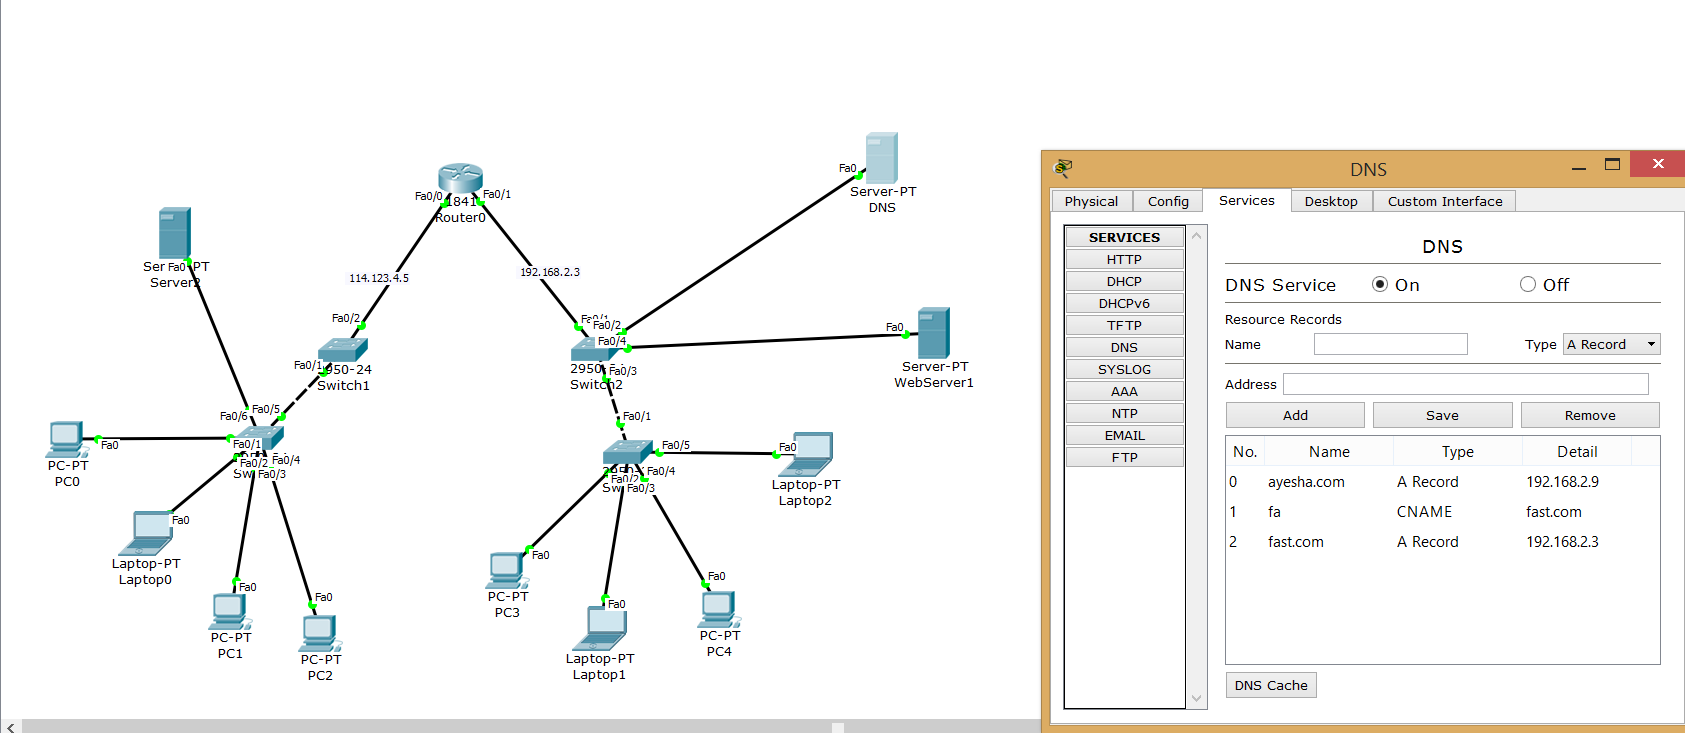 Fa0
Server-PT
DNS
Fa0/0
Fa0/1
1841
Router0
Server2
114.123.4.5
192.168.2.3
Fa0/2
Fa0/2
Fa0/4
Fa0
Fa0/1
2950-24
Switch1
Fa0/3
Switch2
Server-PT
WebServer1
Fa0/6
Fa0/5
Fa0/1
Fa0
PC-PT
PC0
Fa0/1
Fa0/2
Fa0/4
Fa0/3
Fa0/5
Fa0/4
Fa0/2
Fa0/3
Fa0
Laptop-PT
Laptop2
Fa0
Laptop-PT
Laptop0
Fa0
PC-PT
PC1
Fa0
PC-PT
PC2
Fa0
PC-PT
PC3
Fa0
Laptop-PT
Laptop1
Fa0
PC-PT
PC4
DNS
Physical Config Services Desktop Custom Interface
SERVICES
HTTP
DHCP
DHCPv6
TFTP
DNS
SYSLOG
AAA
NTP
EMAIL
FTP
DNS
DNS Service On Off
Resource Records
Name Type A Record
Address
Add Save Remove
No. Name Type Detail
0 ayesha.com A Record 192.168.2.9
1 fa CNAME fast.com
2 fast.com A Record 192.168.2.3
DNS Cache